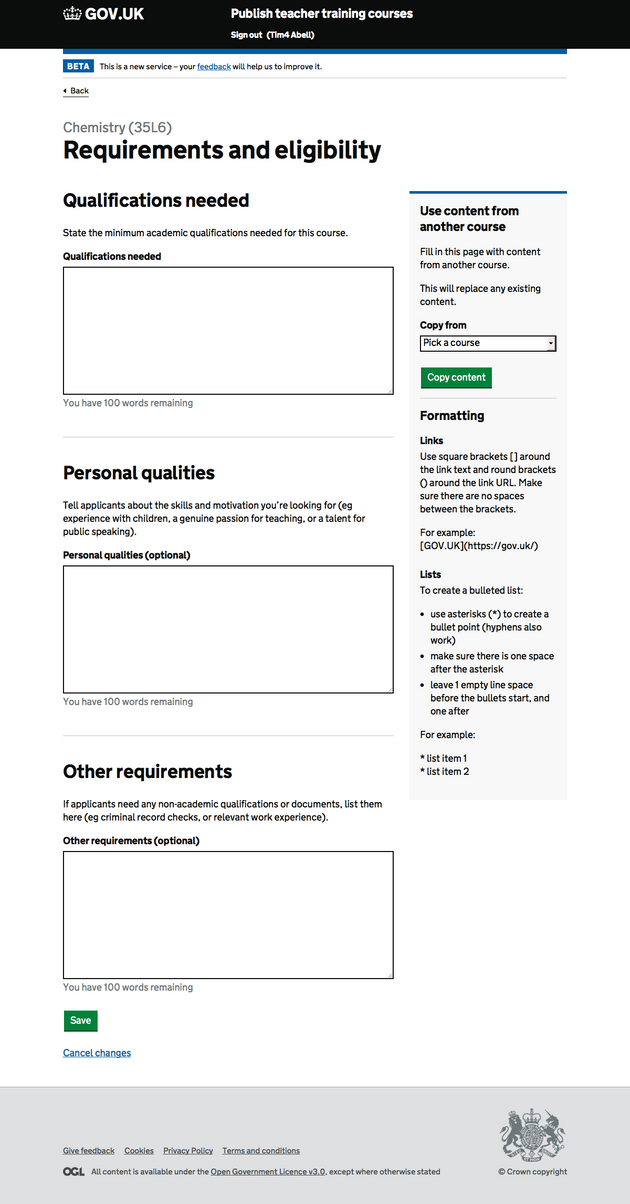 GOV.UK
Publish teacher training courses
Sign out (Tim4 Abell)
BETA This is a new service – your feedback will help us to improve it.
Back
Chemistry (35L6)
Requirements and eligibility
Qualifications needed
State the minimum academic qualifications needed for this course.
Qualifications needed
You have 100 words remaining
Personal qualities
Tell applicants about the skills and motivation you're looking for (eg
experience with children, a genuine passion for teaching, or a talent for
public speaking).
Personal qualities (optional)
You have 100 words remaining
Other requirements
If applicants need any non-academic qualifications or documents, list them
here (eg criminal record checks, or relevant work experience).
Other requirements (optional)
You have 100 words remaining
Save
Cancel changes
Use content from
another course
Fill in this page with content
from another course.
This will replace any existing
content.
Copy from
Pick a course
Copy content
Formatting
Links
Use square brackets [] around
the link text and round brackets
() around the link URL. Make
sure there are no spaces
between the brackets.
For example:
[GOV.UK](https://gov.uk/)
Lists
To create a bulleted list:
• use asterisks (*) to create a
bullet point (hyphens also
work)
• make sure there is one space
after the asterisk
• leave 1 empty line space
before the bullets start, and
one after
For example:
* list item 1
* list item 2
Give feedback Cookies Privacy Policy Terms and conditions
OGL All content is available under the Open Government Licence v3.0, except where otherwise stated
© Crown copyright